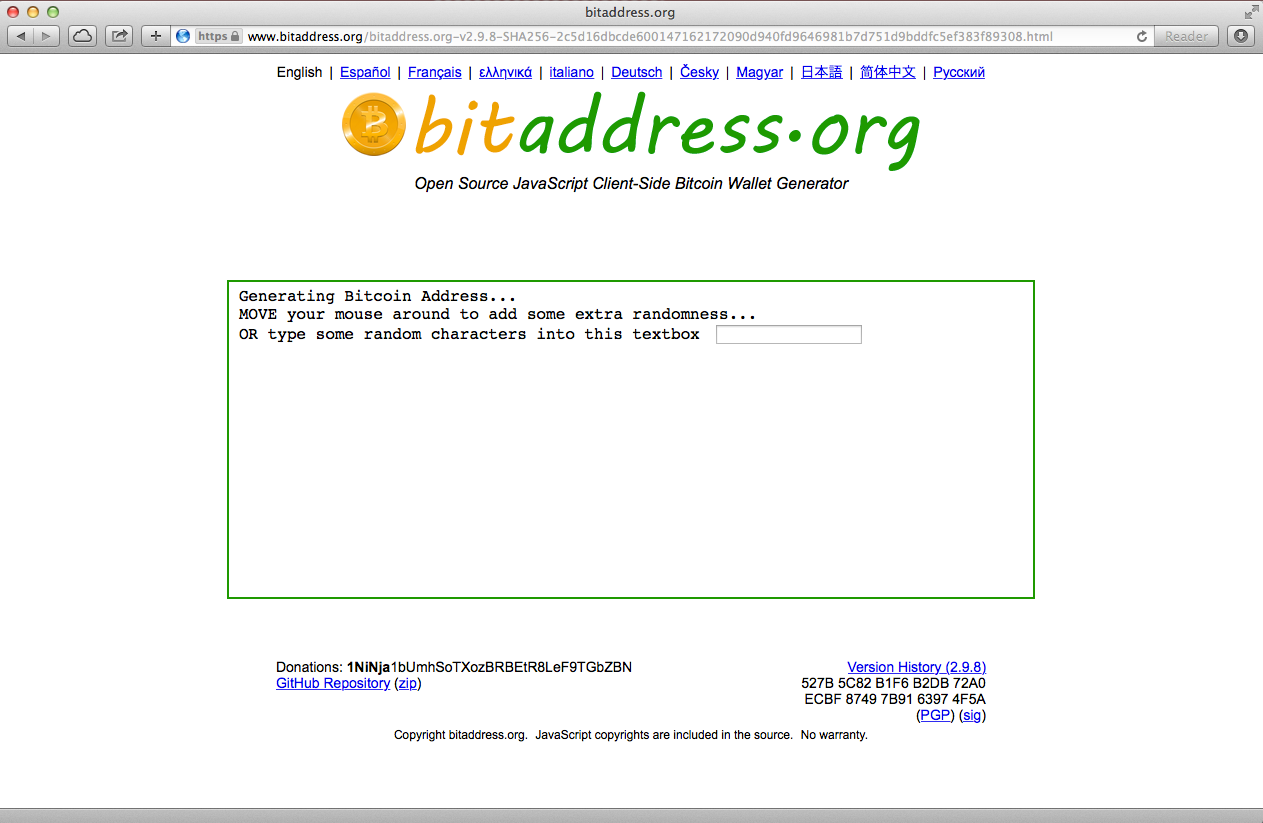 bitaddress.org
https www.bitaddress.org/bitaddress.org-v2.9.8-SHA256-2c5d16dbcde600147162172090d940fd9646981b7d751d9bddfc5ef383f89308.html Reader
English | Español | Français | ελληνικά | italiano | Deutsch | Česky | Magyar | 日本語 | 简体中文 | Русский
bitaddress.org
Open Source JavaScript Client-Side Bitcoin Wallet Generator
Generating Bitcoin Address...
MOVE your mouse around to add some extra randomness...
OR type some random characters into this textbox
Donations: 1NiNja1bUmhSoTXozBRBEtR8LeF9TGbZBN
GitHub Repository (zip)
Version History (2.9.8)
527B 5C82 B1F6 B2DB 72A0
ECBF 8749 7B91 6397 4F5A
(PGP) (sig)
Copyright bitaddress.org. JavaScript copyrights are included in the source. No warranty.